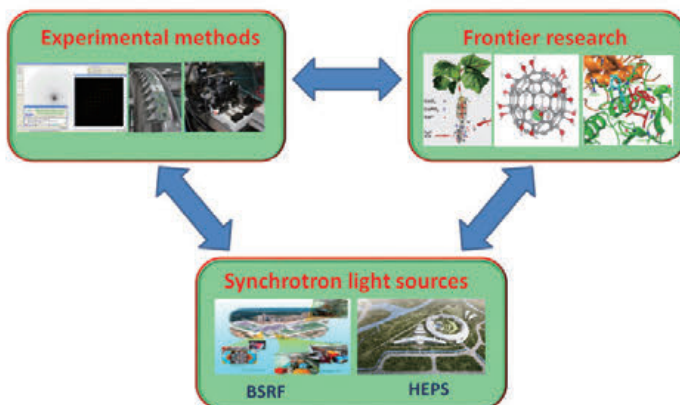 Experimental methods
Frontier research
Synchrotron light sources
BSRF
HEPS